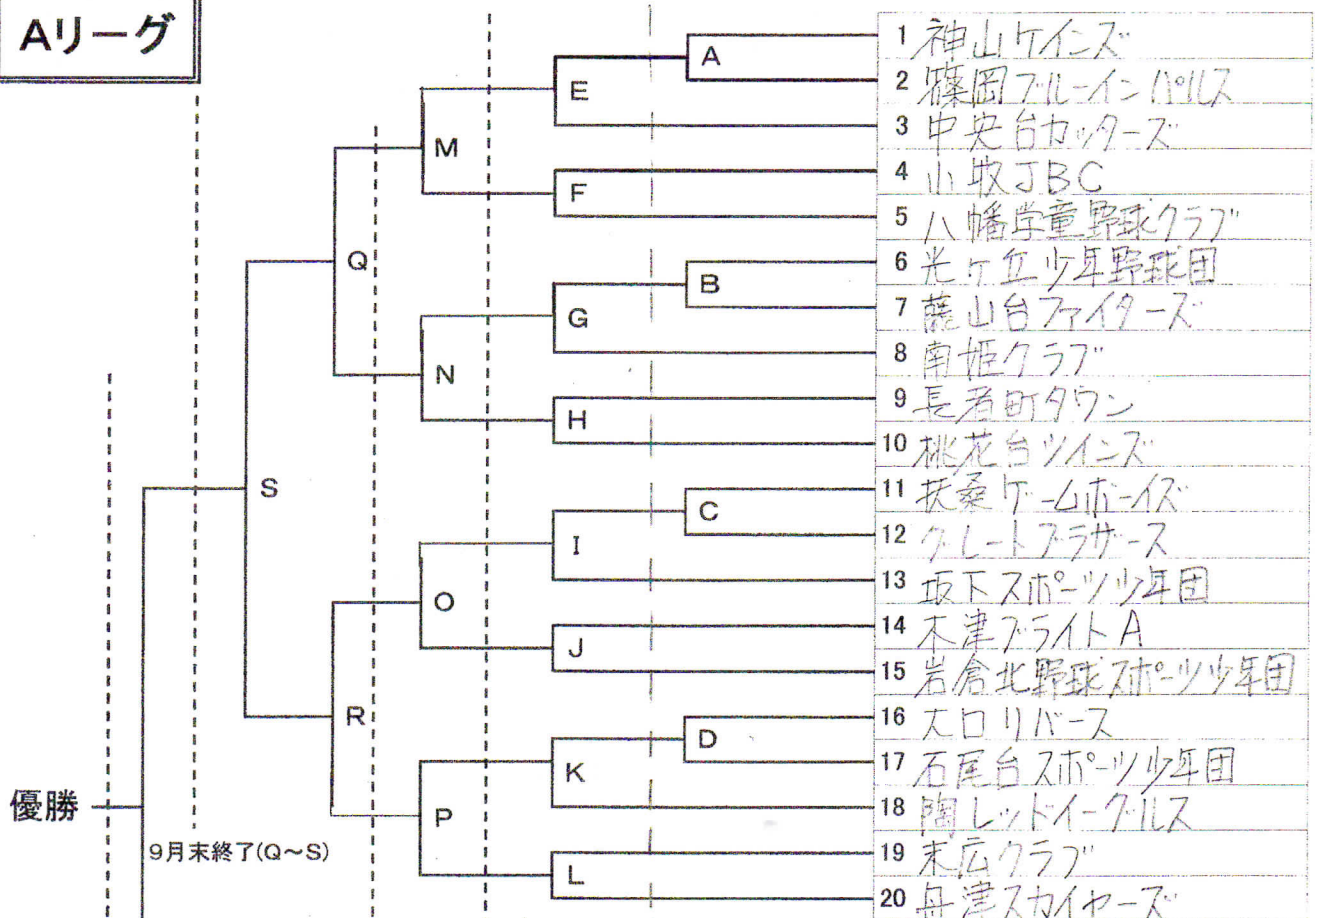 Aリーグ
1 神山ケインズ
2 篠岡ブルーインパルス
3 中央台カッターズ
4 小牧JBC
5 八幡学童野球クラブ
6 光ケ丘少年野球団
7 藤山台ファイターズ
8 南姫クラブ
9 長者町タウン
10 桃花台ツインズ
11 扶桑ゲームボーイズ
12 グレートブラザース
13 坂下スポーツ少年団
14 木津ブライトA
15 岩倉北野球スポーツ少年団
16 大口リバース
17 石尾台スポーツ少年団
18 陶レッドイーグルス
19 末広クラブ
20 丹津スカイヤーズ
A
E
M
F
Q
B
G
N
H
S
C
I
O
J
R
D
K
P
L
優勝
9月末終了(Q～S)